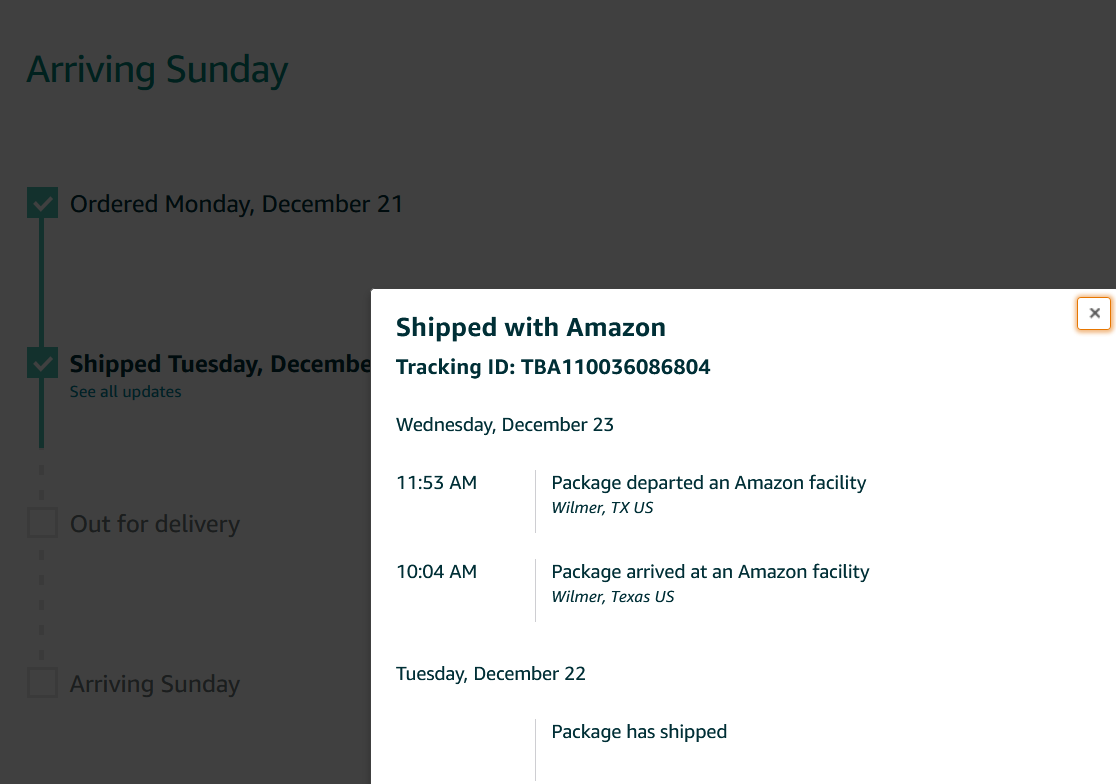 Arriving Sunday
Ordered Monday, December 21
Shipped Tuesday, Decembe
See all updates
Out for delivery
Arriving Sunday
Shipped with Amazon
Tracking ID: TBA110036086804
Wednesday, December 23
11:53 AM
Package departed an Amazon facility
Wilmer, TX US
10:04 AM
Package arrived at an Amazon facility
Wilmer, Texas US
Tuesday, December 22
Package has shipped